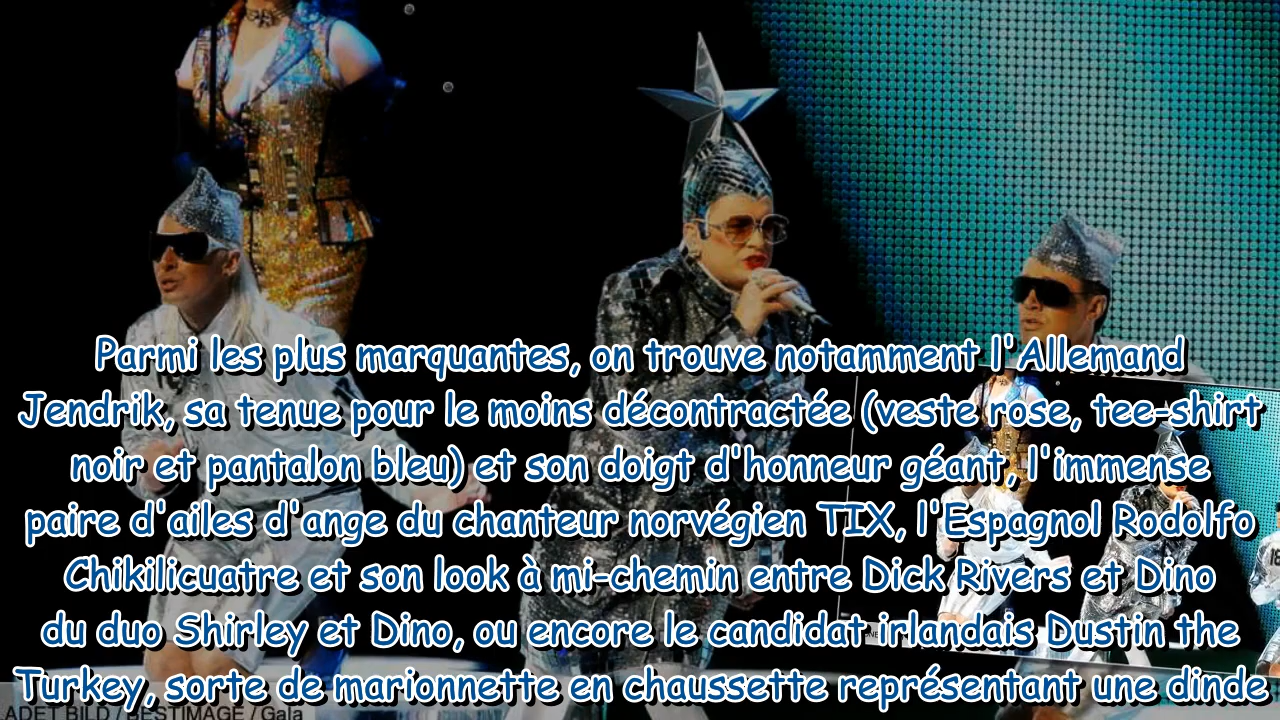 Parmi les plus marquantes, on trouve notamment l'Allemand
Jendrik, sa tenue pour le moins décontractée (veste rose, tee-shirt
noir et pantalon bleu) et son doigt d'honneur géant, l'immense
paire d'ailes d'ange du chanteur norvégien TIX, l'Espagnol Rodolfo
Chikilicuatre et son look à mi-chemin entre Dick Rivers et Dino
du duo Shirley et Dino, ou encore le candidat irlandais Dustin the
Turkey, sorte de marionnette en chaussette représentant une dinde
ADET BILD / BESTIMAGE / Gala